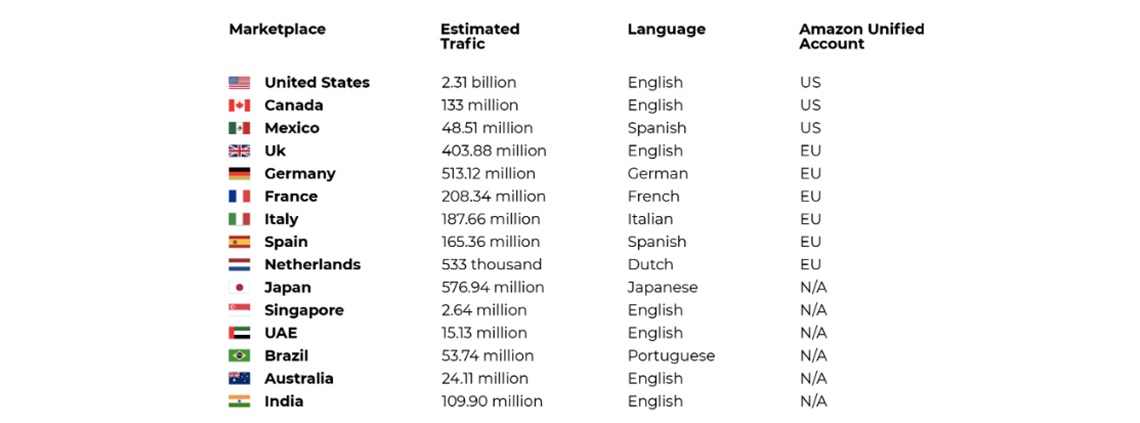 Marketplace Estimated Trafic Language Amazon Unified Account
United States 2.31 billion English US
Canada 133 million English US
Mexico 48.51 million Spanish US
Uk 403.88 million English EU
Germany 513.12 million German EU
France 208.34 million French EU
Italy 187.66 million Italian EU
Spain 165.36 million Spanish EU
Netherlands 533 thousand Dutch EU
Japan 576.94 million Japanese N/A
Singapore 2.64 million English N/A
UAE 15.13 million English N/A
Brazil 53.74 million Portuguese N/A
Australia 24.11 million English N/A
India 109.90 million English N/A